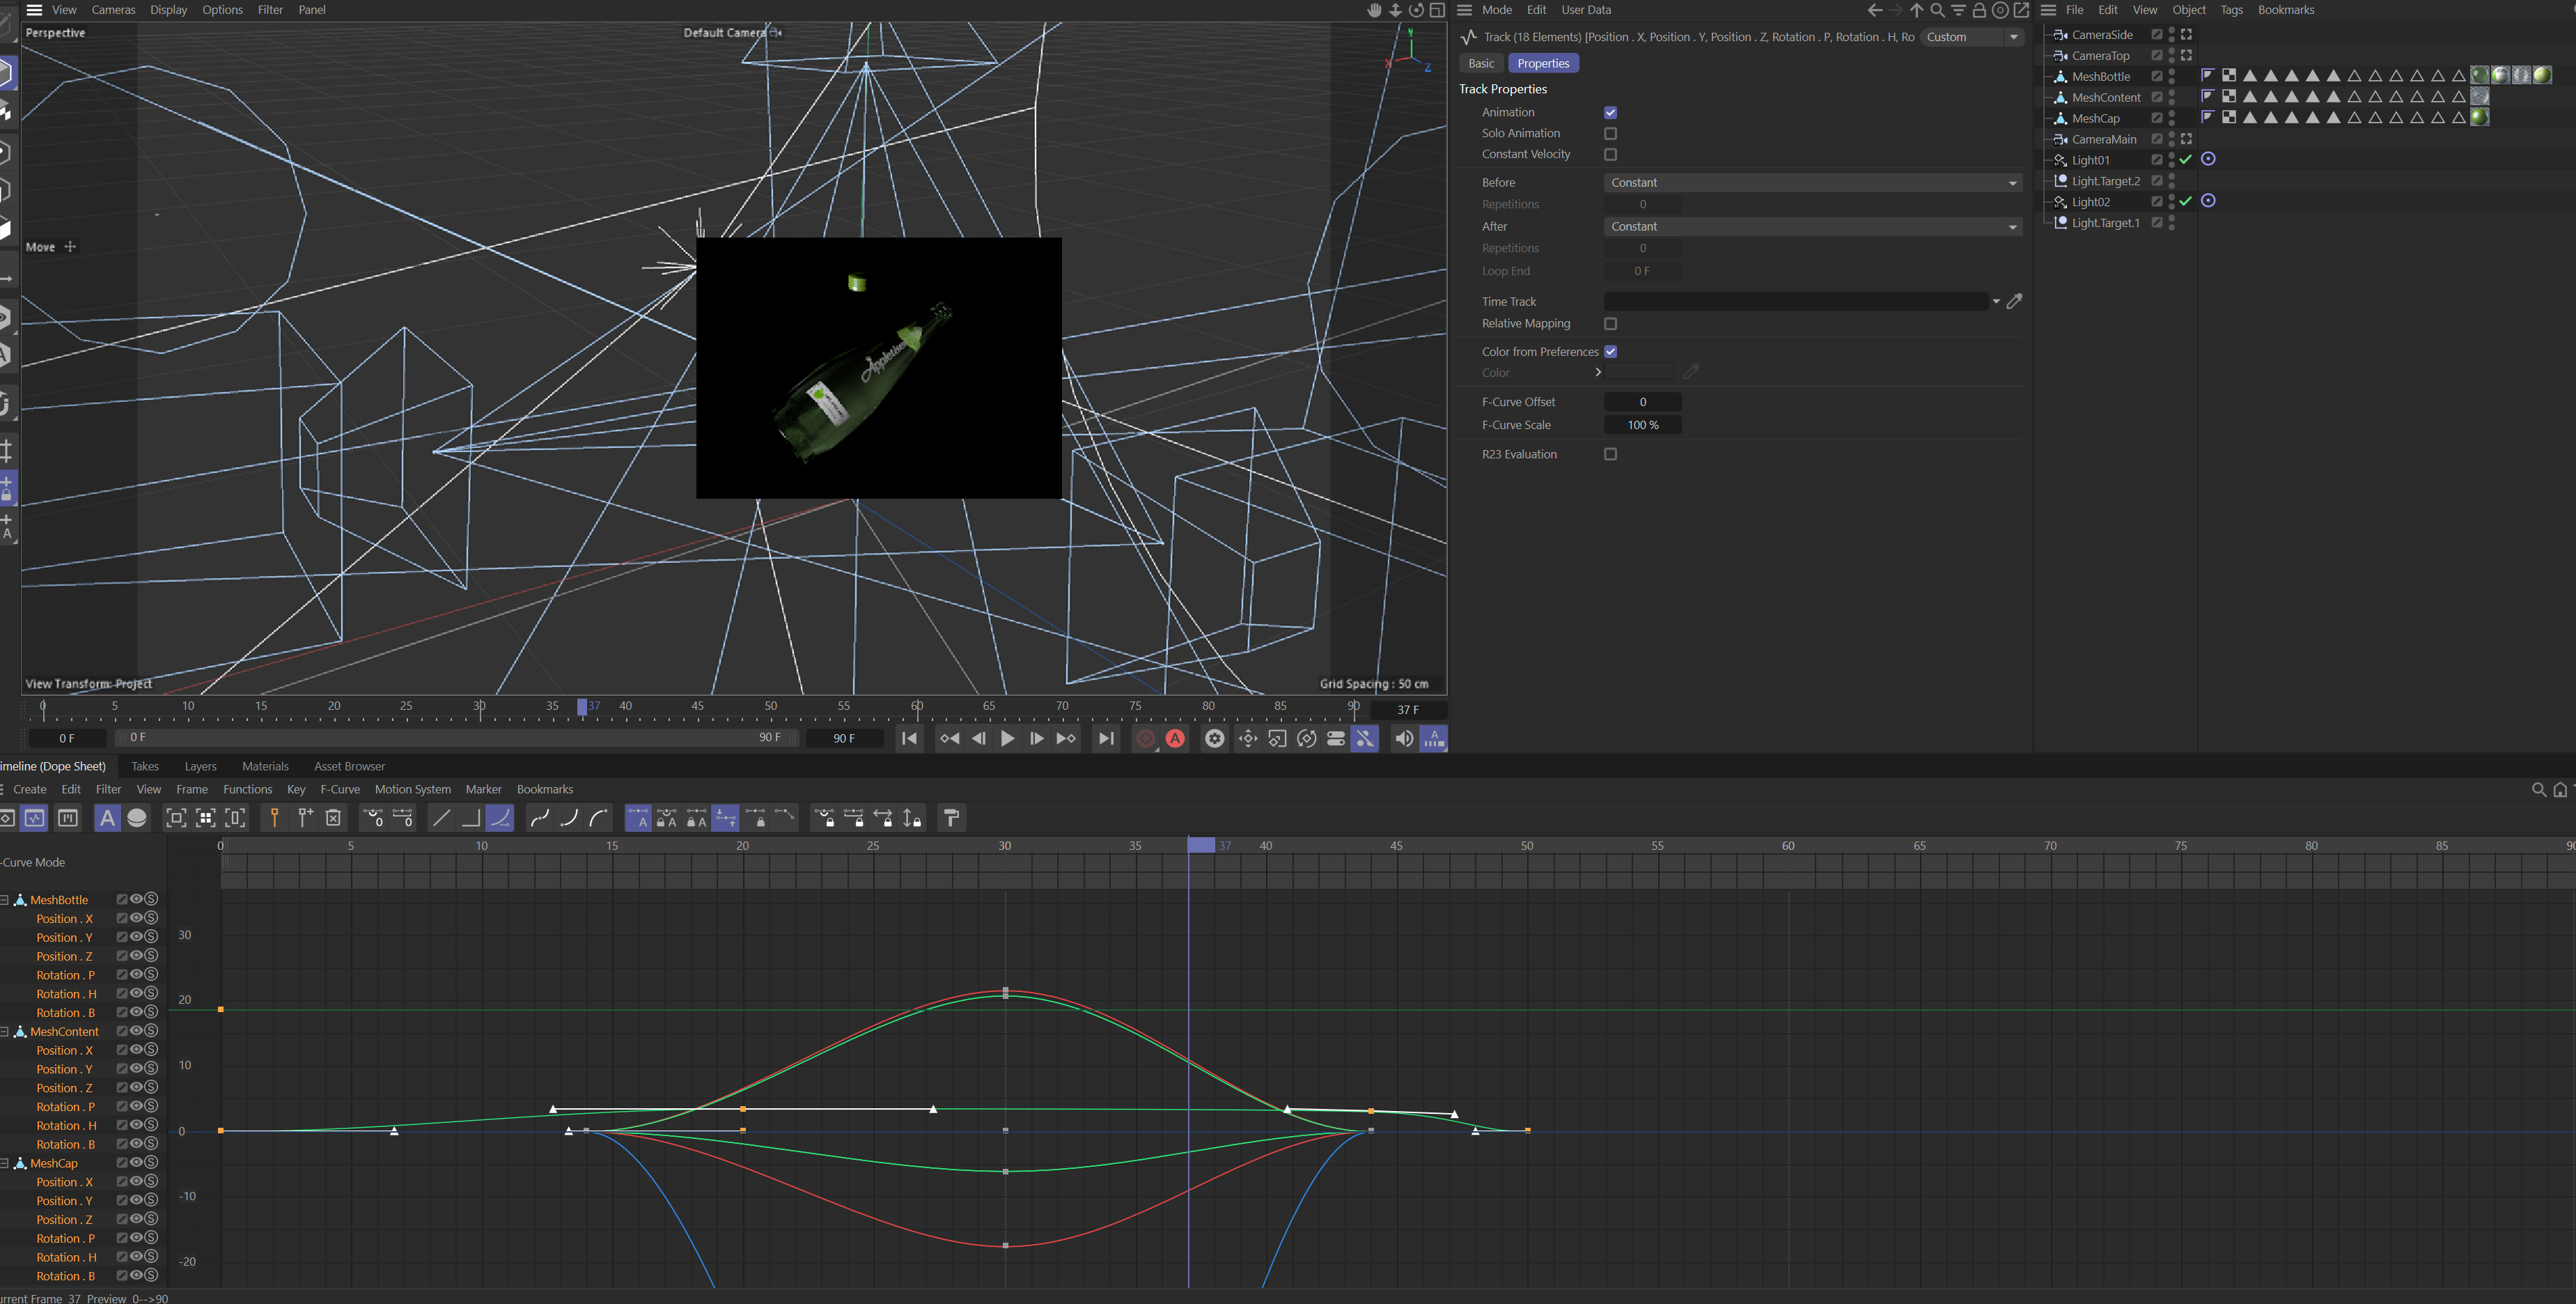 View Cameras Display Options Filter Panel
Perspective
Default Camera
Move
Appletiser
View Transform: Project
Grid Spacing : 50 cm
0 5 10 15 20 25 30 35 37 40 45 50 55 60 65 70 75 80 85 90
37 F
0 F
0 F
90 F
90 F
Mode Edit User Data
Track (18 Elements) [Position . X, Position . Y, Position . Z, Rotation . P, Rotation . H, Ro
Custom
Basic
Properties
Track Properties
Animation
Solo Animation
Constant Velocity
Before Constant
Repetitions 0
After Constant
Repetitions 0
Loop End 0 F
Time Track
Relative Mapping
Color from Preferences
Color
F-Curve Offset 0
F-Curve Scale 100 %
R23 Evaluation
File Edit View Object Tags Bookmarks
CameraSide
CameraTop
MeshBottle
MeshContent
MeshCap
CameraMain
Light01
Light.Target.2
Light02
Light.Target.1
imeline (Dope Sheet) Takes Layers Materials Asset Browser
Create Edit Filter View Frame Functions Key F-Curve Motion System Marker Bookmarks
-Curve Mode
0 5 10 15 20 25 30 35 37 40 45 50 55 60 65 70 75 80 85 90
MeshBottle
Position . X
Position . Y
Position . Z
Rotation . P
Rotation . H
Rotation . B
MeshContent
Position . X
Position . Y
Position . Z
Rotation . P
Rotation . H
Rotation . B
MeshCap
Position . X
Position . Y
Position . Z
Rotation . P
Rotation . H
Rotation . B
30
20
10
0
-10
-20
urrent Frame 37 Preview 0-->90